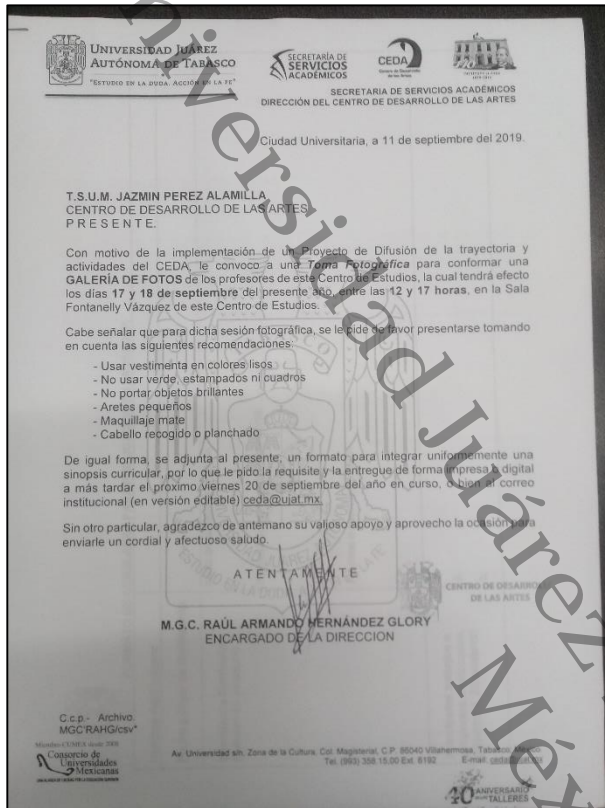 UNIVERSIDAD JUÁREZ
AUTÓNOMA DE TABASCO
"ESTUDIO EN LA DUDA. ACCIÓN EN LA FE"
SECRETARÍA DE
SERVICIOS
ACADÉMICOS
CEDA
SECRETARIA DE SERVICIOS ACADÉMICOS
DIRECCIÓN DEL CENTRO DE DESARROLLO DE LAS ARTES
Ciudad Universitaria, a 11 de septiembre del 2019.
T.S.U.M. JAZMIN PEREZ ALAMILLA
CENTRO DE DESARROLLO DE LAS ARTES
P R E S E N T E.
Con motivo de la implementación de un Proyecto de Difusión de la trayectoria y
actividades del CEDA, le convoco a una Toma Fotográfica para conformar una
GALERÍA DE FOTOS de los profesores de este Centro de Estudios, la cual tendrá efecto
los días 17 y 18 de septiembre del presente año, entre las 12 y 17 horas, en la Sala
Fontanelly Vázquez de este Centro de Estudios.
Cabe señalar que para dicha sesión fotográfica, se le pide de favor presentarse tomando
en cuenta las siguientes recomendaciones:
- Usar vestimenta en colores lisos
- No usar verde, estampados ni cuadros
- No portar objetos brillantes
- Aretes pequeños
- Maquillaje mate
- Cabello recogido o planchado
De igual forma, se adjunta al presente, un formato para integrar uniformemente una
sinopsis curricular, por lo que le pido la requisite y la entregue de forma impresa o digital
a más tardar el proximo viernes 20 de septiembre del año en curso, o bien al correo
institucional (en versión editable) ceda@ujat.mx
Sin otro particular, agradezco de antemano su valioso apoyo y aprovecho la ocasión para
enviarle un cordial y afectuoso saludo.
A T E N T A M E N T E
CENTRO DE DESARROLLO
DE LAS ARTES
M.G.C. RAÚL ARMANDO HERNÁNDEZ GLORY
ENCARGADO DE LA DIRECCION
C.c.p.- Archivo.
MGC'RAHG/csv*
Miembro CUMEX desde 2008
Consorcio de
Universidades
Mexicanas
Av. Universidad s/n, Zona de la Cultura, Col. Magisterial, C.P. 86040 Villahermosa, Tabasco, México
Tel. (993) 358.15.00 Ext. 6192 E-mail:
40 ANIVERSARIO
TALLERES
Universidad Juárez
Méx